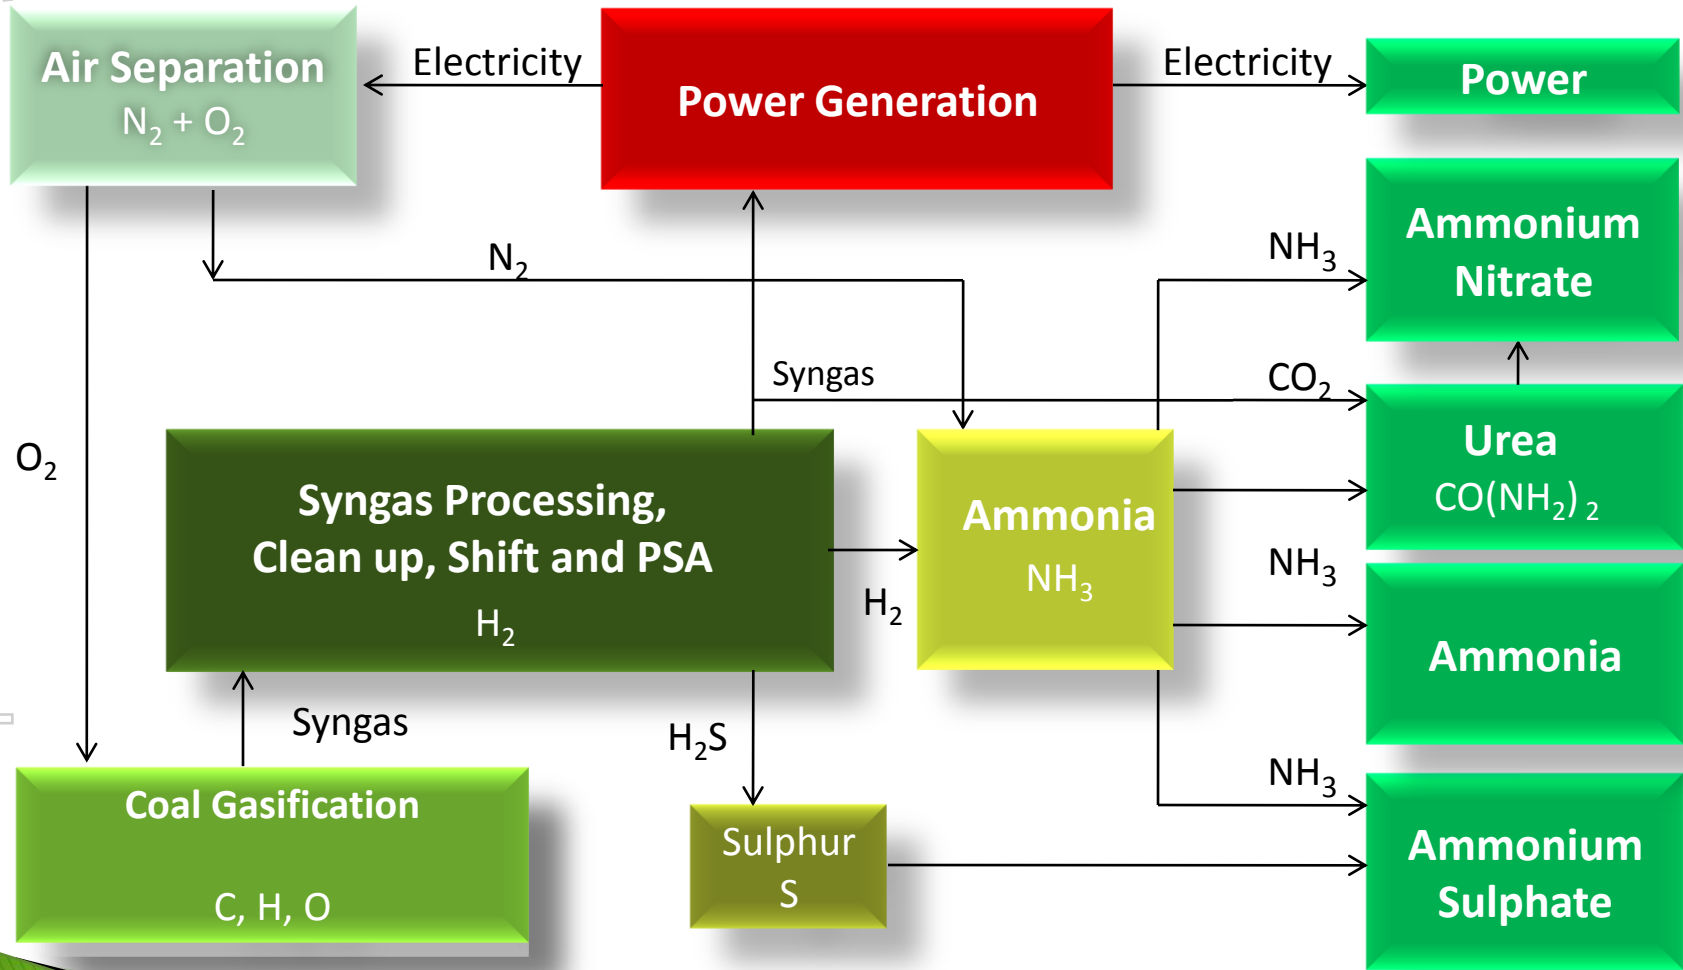 Air Separation
N₂ + O₂
Electricity
Power Generation
Electricity
Power
N₂
NH₃
Ammonium
Nitrate
Syngas
CO₂
O₂
Syngas Processing,
Clean up, Shift and PSA
H₂
H₂
Ammonia
NH₃
Urea
CO(NH₂) ₂
NH₃
Ammonia
Syngas
H₂S
NH₃
Coal Gasification
C, H, O
Sulphur
S
Ammonium
Sulphate